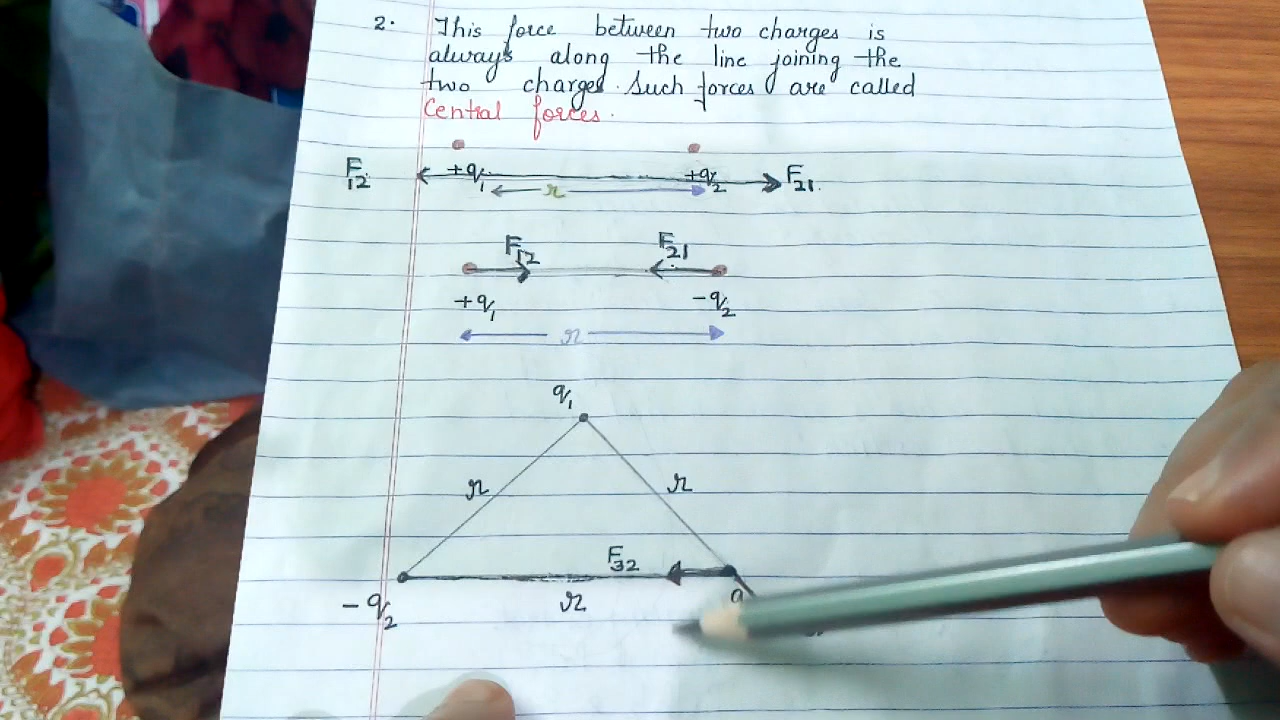 2. This force between two charges is
always along the line joining the
two charges. Such forces are called
Central forces.
F12 +q1 r +q2 F21
F12 F21
+q1 -q2
r
q1
r r
F32
-q2 r q